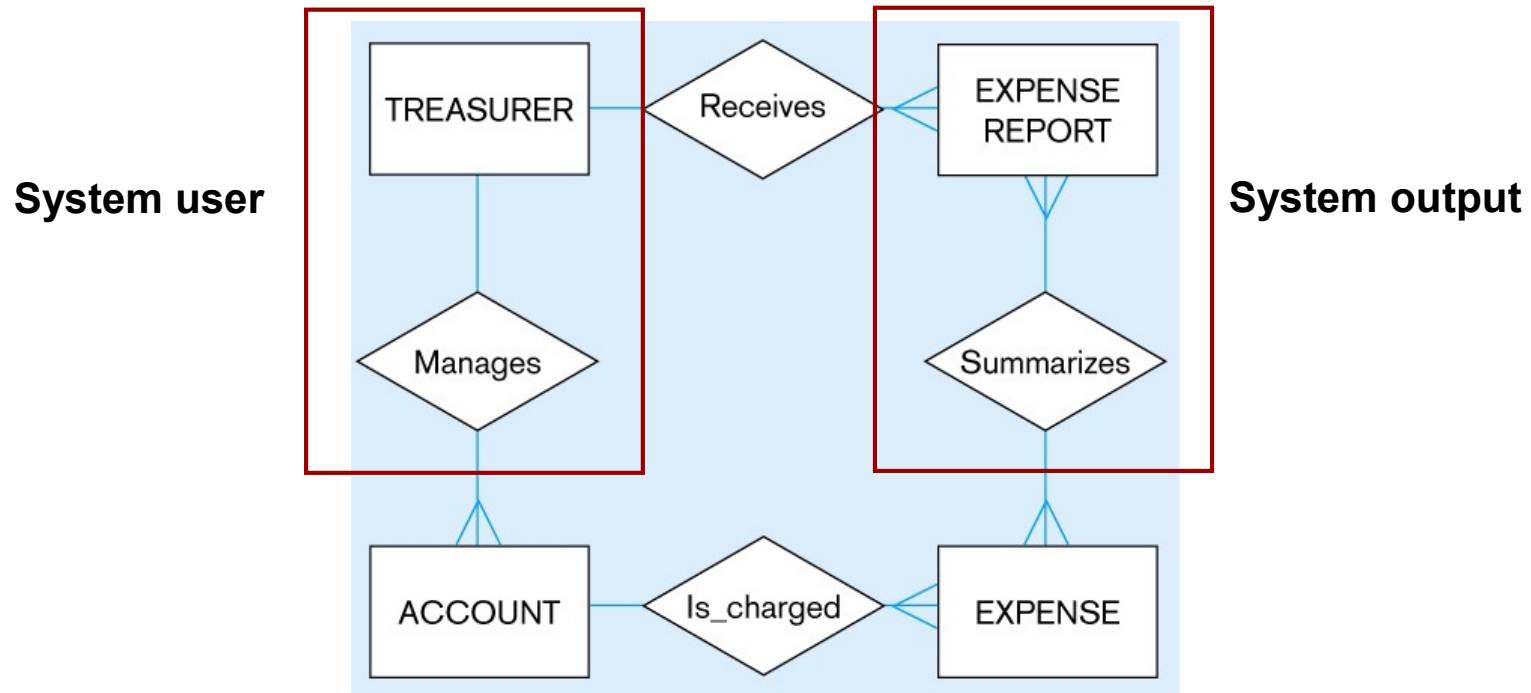 TREASURER
Receives
EXPENSE
REPORT
System user
System output
Manages
Summarizes
ACCOUNT
Is_charged
EXPENSE